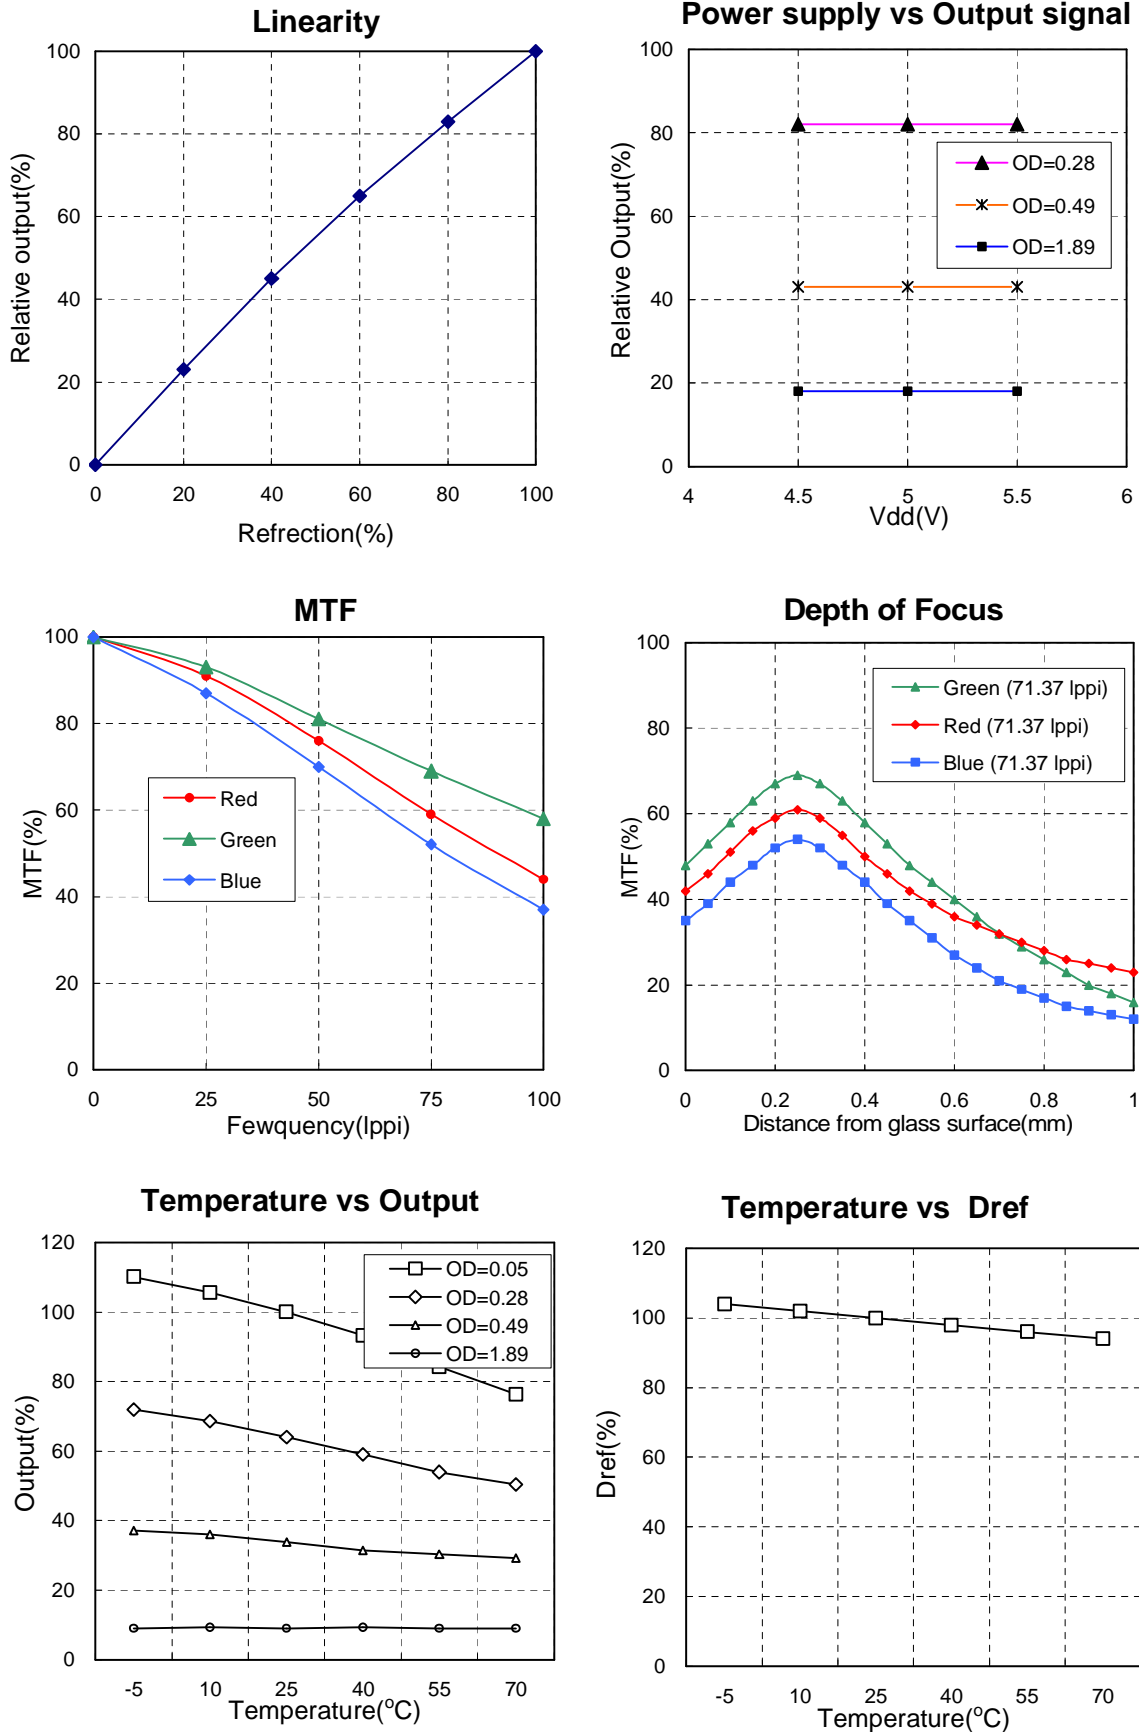 Linearity
100
80
60
40
20
0
Relative output(%)
0 20 40 60 80 100
Refrection(%)
Power supply vs Output signal
100
80
60
40
20
0
Relative Output(%)
OD=0.28
OD=0.49
OD=1.89
4 4.5 5 5.5 6
Vdd(V)
MTF
100
80
60
40
20
0
MTF(%)
Red
Green
Blue
0 25 50 75 100
Fewquency(lppi)
Depth of Focus
100
80
60
40
20
0
MTF(%)
Green (71.37 lppi)
Red (71.37 lppi)
Blue (71.37 lppi)
0 0.2 0.4 0.6 0.8 1
Distance from glass surface(mm)
Temperature vs Output
120
100
80
60
40
20
0
Output(%)
OD=0.05
OD=0.28
OD=0.49
OD=1.89
-5 10 25 40 55 70
Temperature(°C)
Temperature vs Dref
120
100
80
60
40
20
0
Dref(%)
-5 10 25 40 55 70
Temperature(°C)